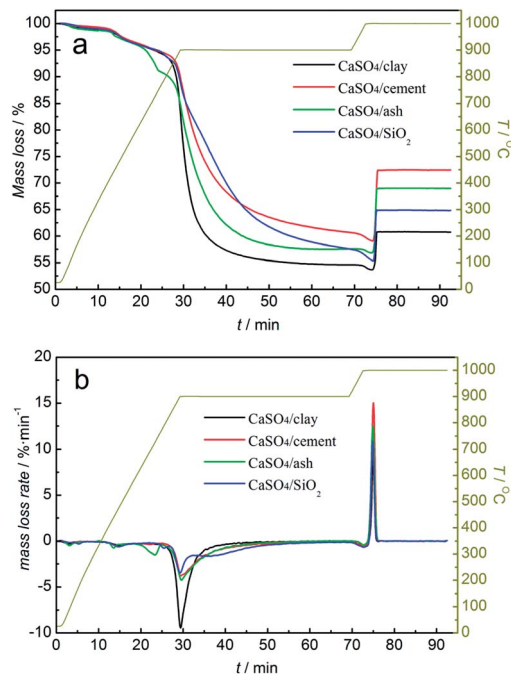 a
100
95
90
85
80
75
70
65
60
55
50
Mass loss / %
CaSO4/clay
CaSO4/cement
CaSO4/ash
CaSO4/SiO2
1000
900
800
700
600
500
400
300
200
100
0
T / °C
0 10 20 30 40 50 60 70 80 90
t / min
b
20
15
10
5
0
-5
-10
mass loss rate / %·min-1
CaSO4/clay
CaSO4/cement
CaSO4/ash
CaSO4/SiO2
1000
900
800
700
600
500
400
300
200
100
0
T / °C
0 10 20 30 40 50 60 70 80 90
t / min